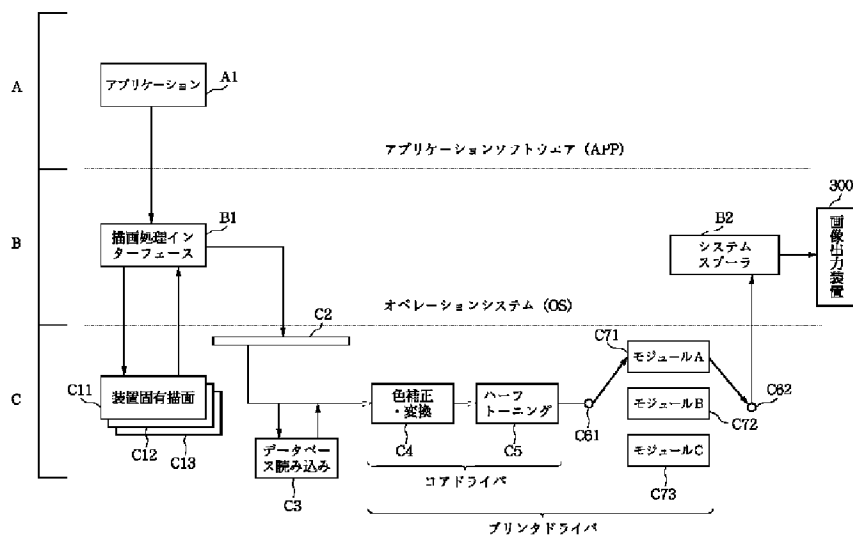 A
アプリケーション
A1
アプリケーションソフトウエア (APP)
B
描画処理イン
ターフェース
B1
B2
システム
スプーラ
300
画像出力装置
オペレーションシステム (OS)
C
C2
C11
装置固有描画
C12
C13
データベー
ス読み込み
C3
色補正
・変換
C4
ハーフ
トーニング
C5
コアドライバ
C61
C71
モジュールA
モジュールB
C72
モジュールC
C73
C62
プリンタドライバ